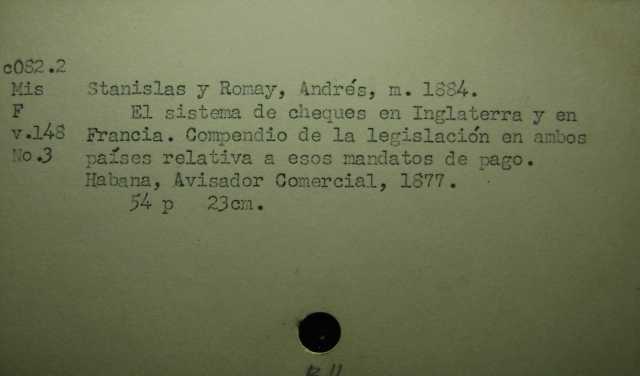 c082.2
Mis Stanislas y Romay, Andrés, m. 1884.
F El sistema de cheques en Inglaterra y en
v.148 Francia. Compendio de la legislación en ambos
No.3 países relativa a esos mandatos de pago.
Habana, Avisador Comercial, 1877.
54 p 23cm.